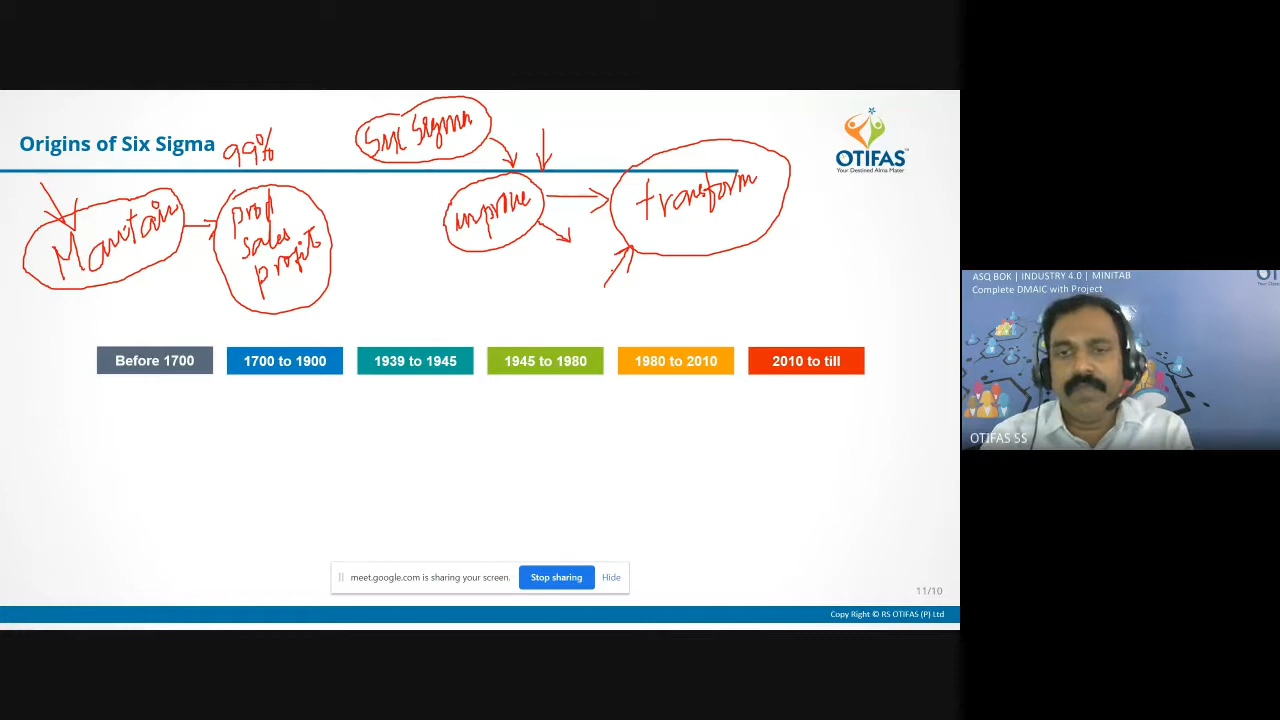 Origins of Six Sigma
99%
Six Sigma
OTIFAS
Your Destined Alma Mater
Maintain
prod
sales
profit
improve
transform
Before 1700
1700 to 1900
1939 to 1945
1945 to 1980
1980 to 2010
2010 to till
ASQ BOK | INDUSTRY 4.0 | MINITAB
Complete DMAIC with Project
OTIFAS SS
meet.google.com is sharing your screen.
Stop sharing
Hide
11/10
Copy Right © RS OTIFAS (P) Ltd